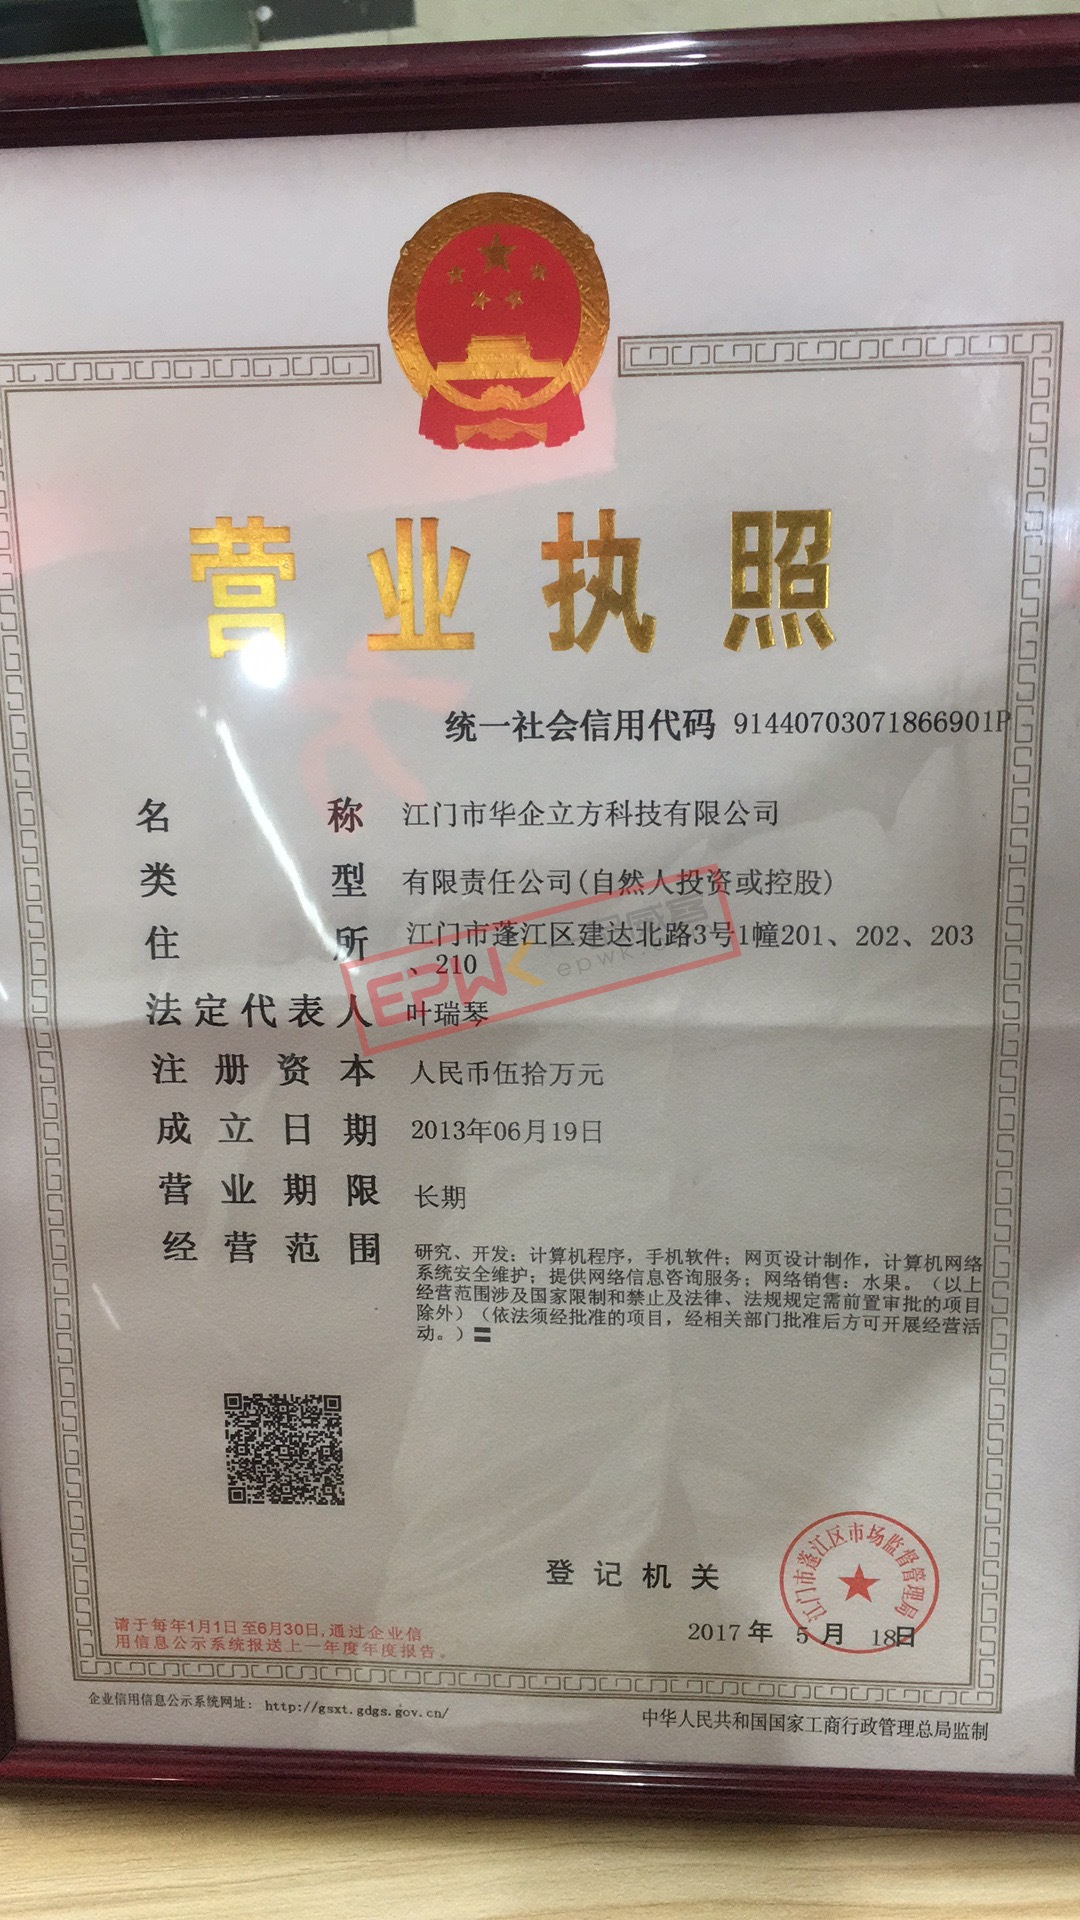 营业执照
统一社会信用代码 91440703071866901P
名称 江门市华企立方科技有限公司
类型 有限责任公司(自然人投资或控股)
住所 江门市蓬江区建达北路3号1幢201、202、203
、210
法定代表人 叶瑞琴
注册资本 人民币伍拾万元
成立日期 2013年06月19日
营业期限 长期
经营范围 研究、开发：计算机程序，手机软件；网页设计制作，计算机网络
系统安全维护；提供网络信息咨询服务；网络销售：水果。（以上
经营范围涉及国家限制和禁止及法律、法规规定需前置审批的项目
除外）（依法须经批准的项目，经相关部门批准后方可开展经营活
动。）〓
EPWK
epwk.
登记机关
江门市蓬江区市场监督管理局
2017年 5月 18日
请于每年1月1日至6月30日,通过企业信
用信息公示系统报送上一年度年度报告。
企业信用信息公示系统网址： http://gsxt.gdgs.gov.cn/
中华人民共和国国家工商行政管理总局监制